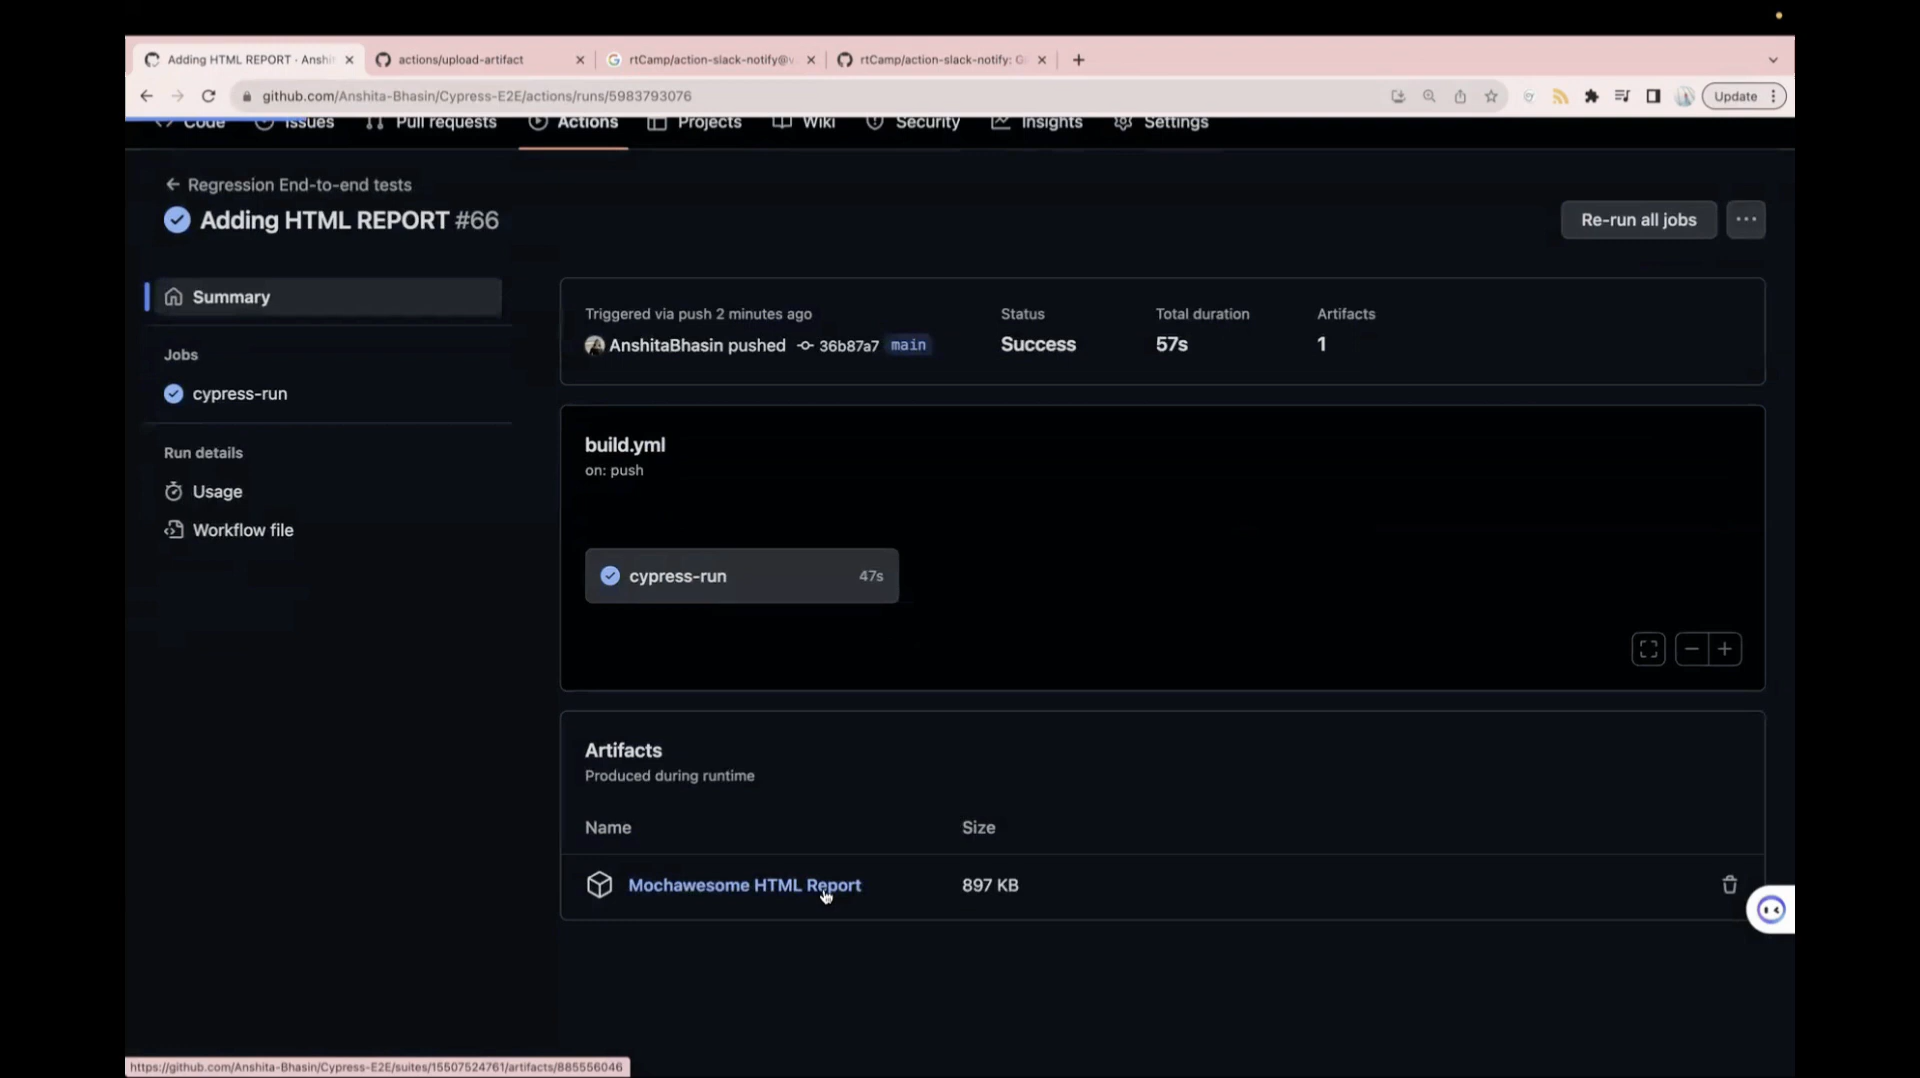 Adding HTML REPORT · Anshi
actions/upload-artifact
rtCamp/action-slack-notify@v
rtCamp/action-slack-notify: G
github.com/Anshita-Bhasin/Cypress-E2E/actions/runs/5983793076
Update
Code Issues Pull requests Actions Projects Wiki Security Insights Settings
Regression End-to-end tests
Adding HTML REPORT #66
Re-run all jobs
Summary
Jobs
cypress-run
Run details
Usage
Workflow file
Triggered via push 2 minutes ago
AnshitaBhasin pushed 36b87a7 main
Status
Success
Total duration
57s
Artifacts
1
build.yml
on: push
cypress-run 47s
Artifacts
Produced during runtime
Name Size
Mochawesome HTML Report 897 KB
https://github.com/Anshita-Bhasin/Cypress-E2E/suites/15507524761/artifacts/885556046